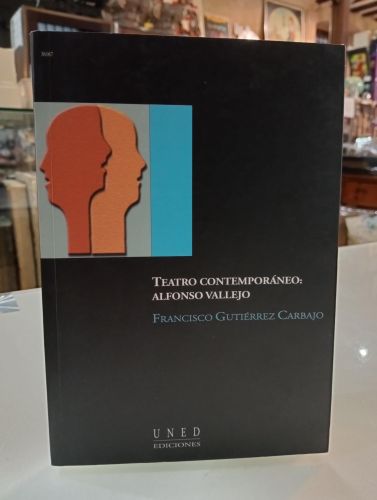 TEATRO CONTEMPORÁNEO:
ALFONSO VALLEJO
FRANCISCO GUTIÉRREZ CARBAJO
UNED
EDICIONES